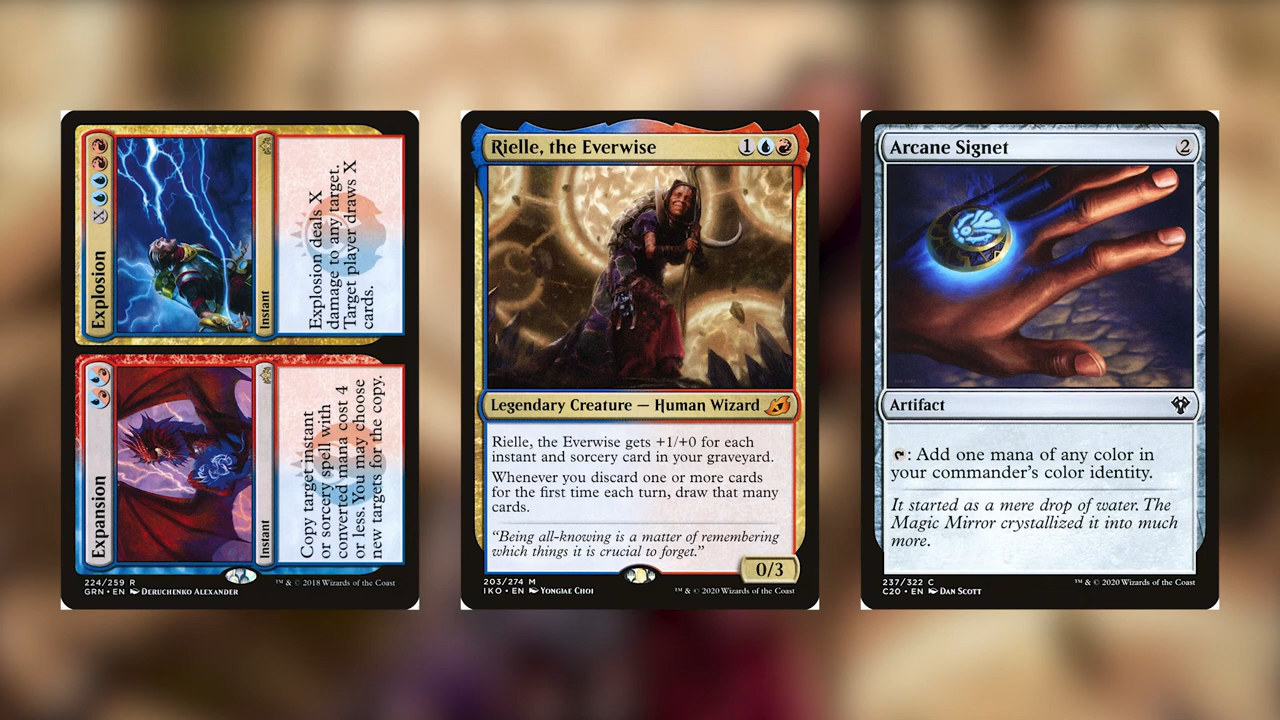 Expansion
Instant
Copy target instant
or sorcery spell with
converted mana cost 4
or less. You may choose
new targets for the copy.
Explosion
X
Instant
Explosion deals X
damage to any target.
Target player draws X
cards.
224/259 R
GRN • EN Deruchenko Alexander
™ & © 2018 Wizards of the Coast
Rielle, the Everwise
1
Legendary Creature — Human Wizard
Rielle, the Everwise gets +1/+0 for each
instant and sorcery card in your graveyard.
Whenever you discard one or more cards
for the first time each turn, draw that many
cards.
“Being all-knowing is a matter of remembering
which things it is crucial to forget.”
0/3
203/274 M
IKO • EN Yongjae Choi
™ & © 2020 Wizards of the Coast
Arcane Signet
2
Artifact
: Add one mana of any color in
your commander’s color identity.
It started as a mere drop of water. The
Magic Mirror crystallized it into much
more.
237/322 C
C20 • EN Dan Scott
™ & © 2020 Wizards of the Coast